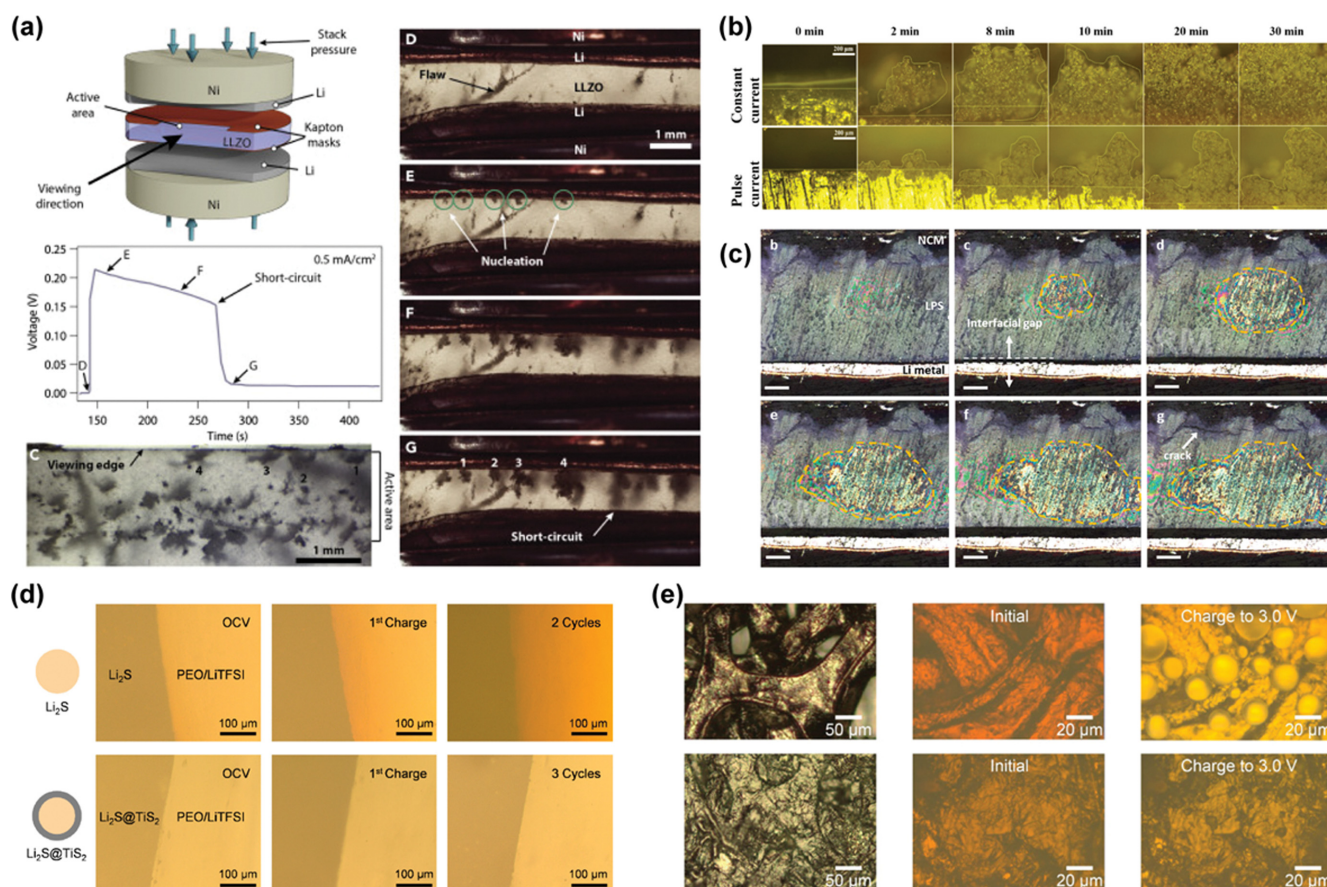 (a)
Stack
pressure
Ni
Active
area
Li
Kapton
masks
LLZO
Li
Viewing
direction
Ni
0.25
0.20
0.15
0.10
0.05
0.00
Voltage (V)
E
F
0.5 mA/cm²
Short-circuit
D
G
150 200 250 300 350 400
Time (s)
C
Viewing edge
4 3 2 1
Active area
1 mm
D
Ni
Li
Flaw
LLZO
Li
1 mm
Ni
E
Nucleation
F
G
1 2 3 4
Short-circuit
(b)
0 min 2 min 8 min 10 min 20 min 30 min
Constant
current
200 μm
Pulse
current
200 μm
(c)
b
NCM
LPS
c
Interfacial gap
Li metal
d
e
f
g
crack
(d)
Li₂S
OCV
Li₂S PEO/LiTFSI
100 μm
1st Charge
100 μm
2 Cycles
100 μm
Li₂S@TiS₂
OCV
Li₂S@TiS₂ PEO/LiTFSI
100 μm
1st Charge
100 μm
3 Cycles
100 μm
(e)
50 μm
Initial
20 μm
Charge to 3.0 V
20 μm
50 μm
Initial
20 μm
Charge to 3.0 V
20 μm